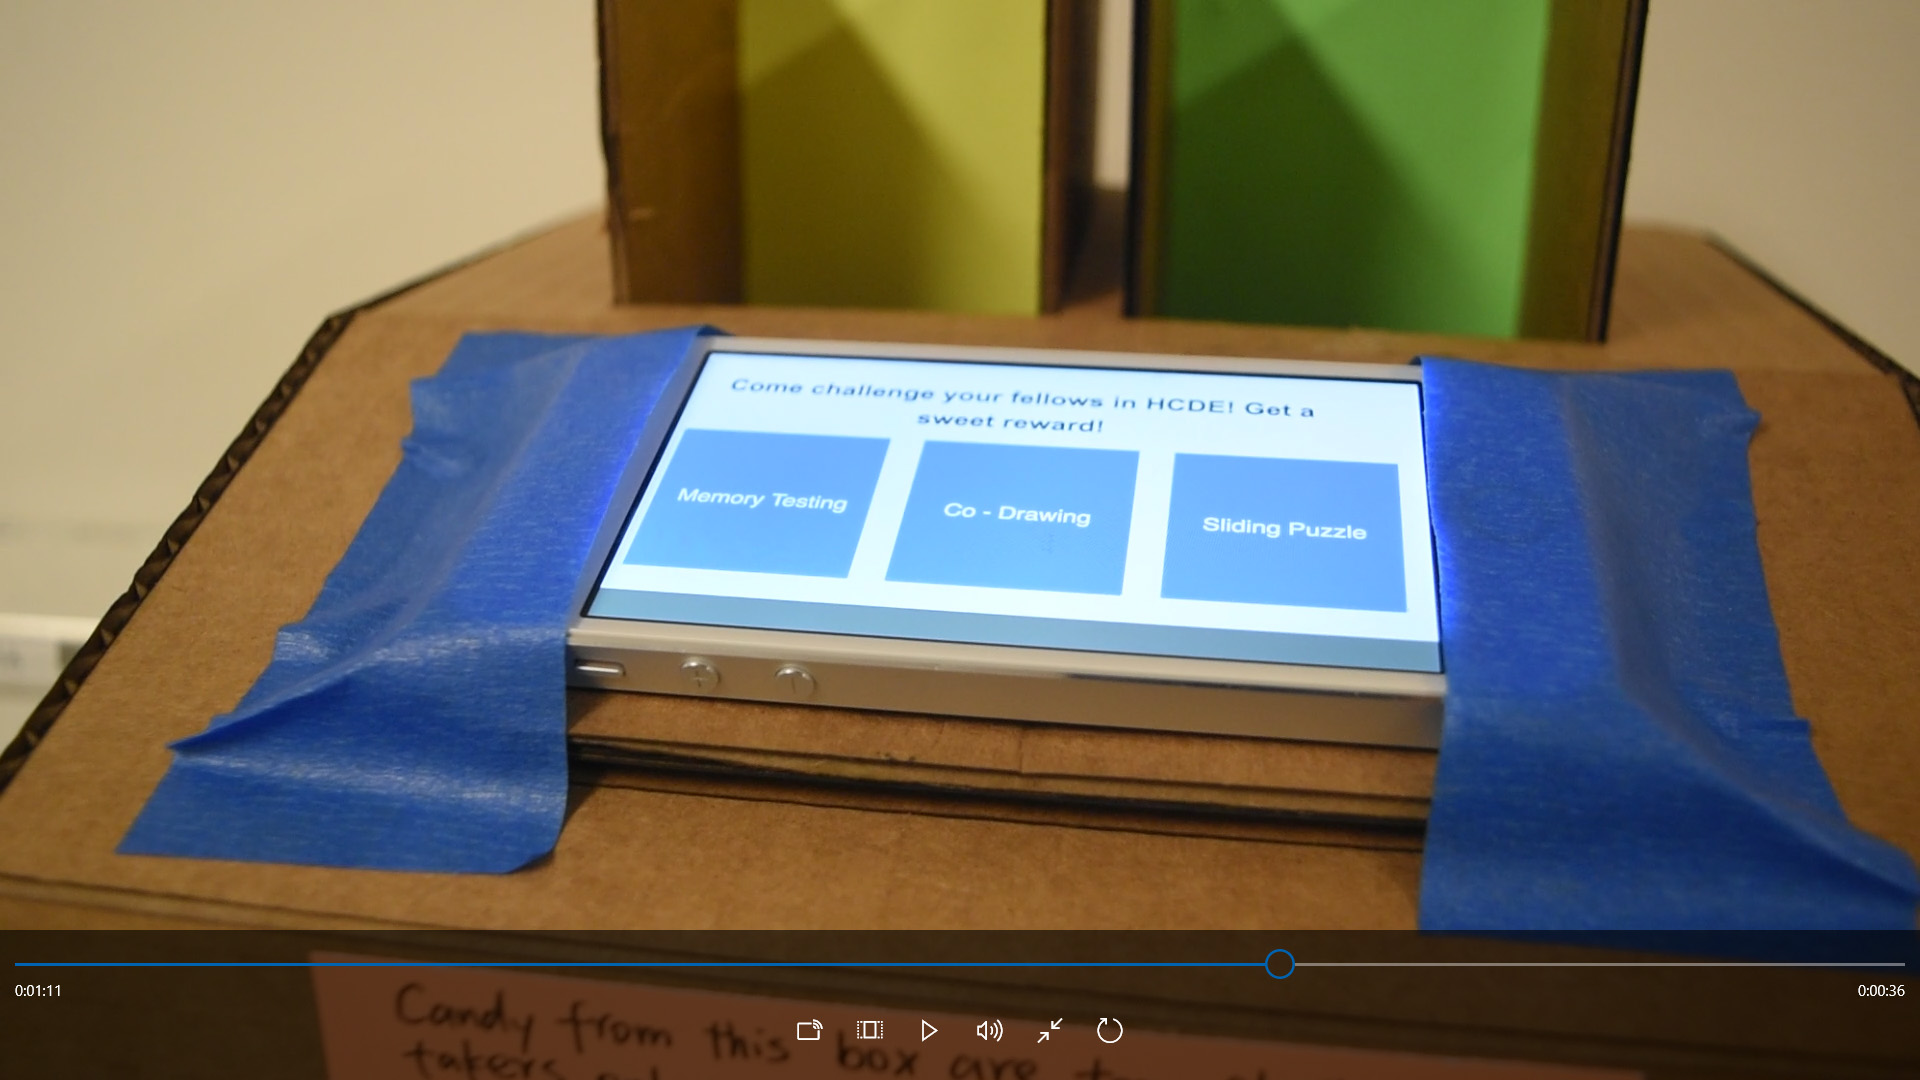 Come challenge your fellows in HCDE! Get a
sweet reward!
Memory Testing
Co - Drawing
Sliding Puzzle
0:01:11
0:00:36
Candy from this box are
takers